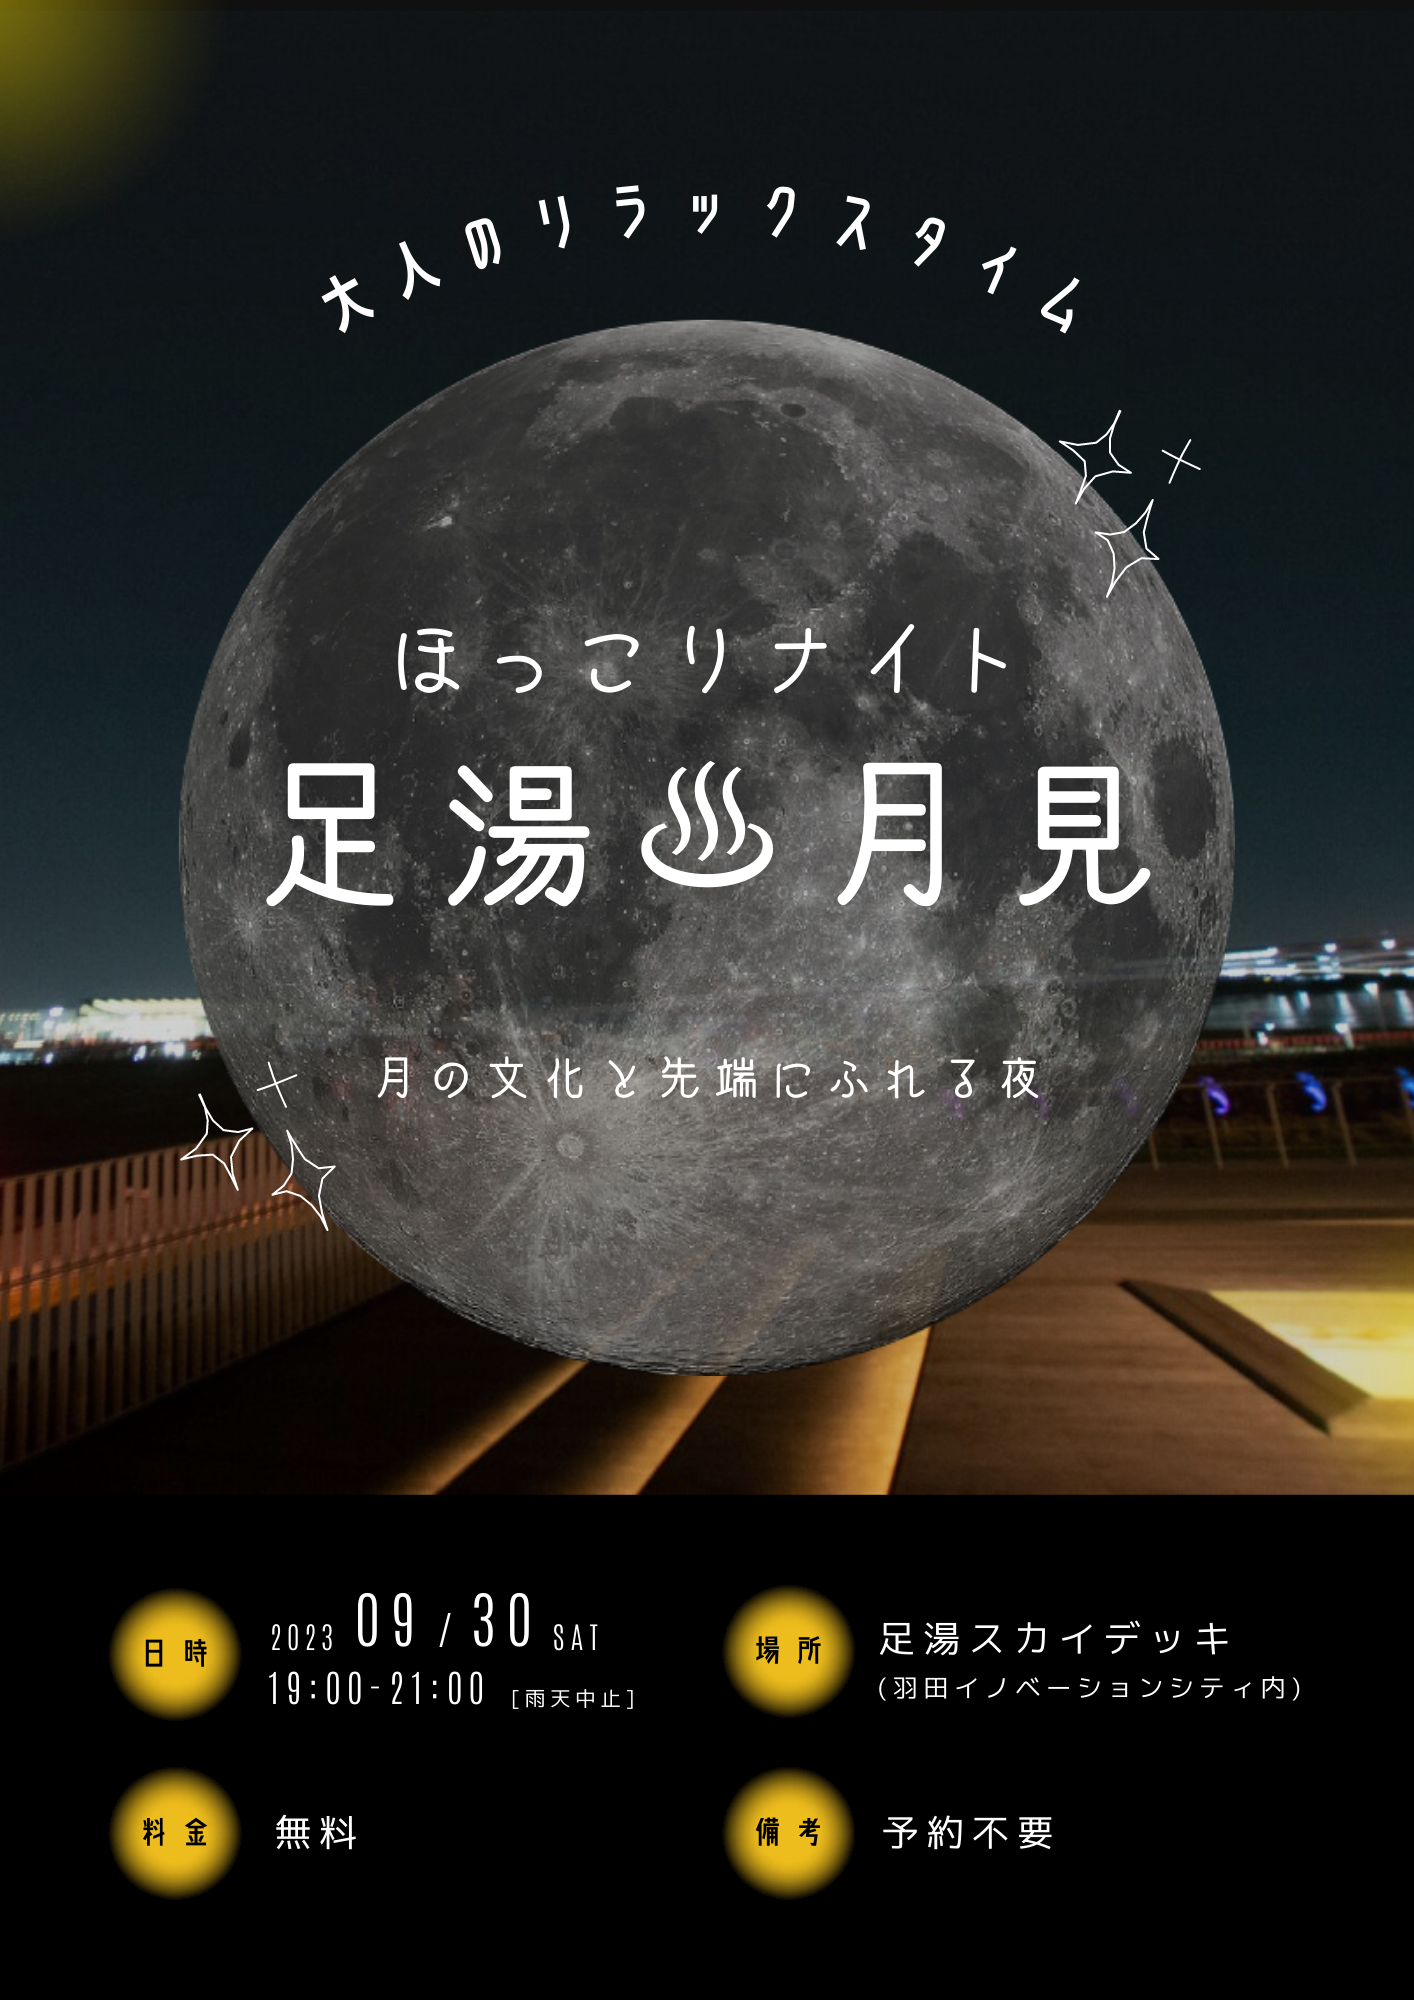 大人のリラックスタイム
ほっこりナイト
足湯♨月見
月の文化と先端にふれる夜
日時
2023 09 / 30 SAT
19:00-21:00 [雨天中止]
場所
足湯スカイデッキ
(羽田イノベーションシティ内)
料金
無料
備考
予約不要